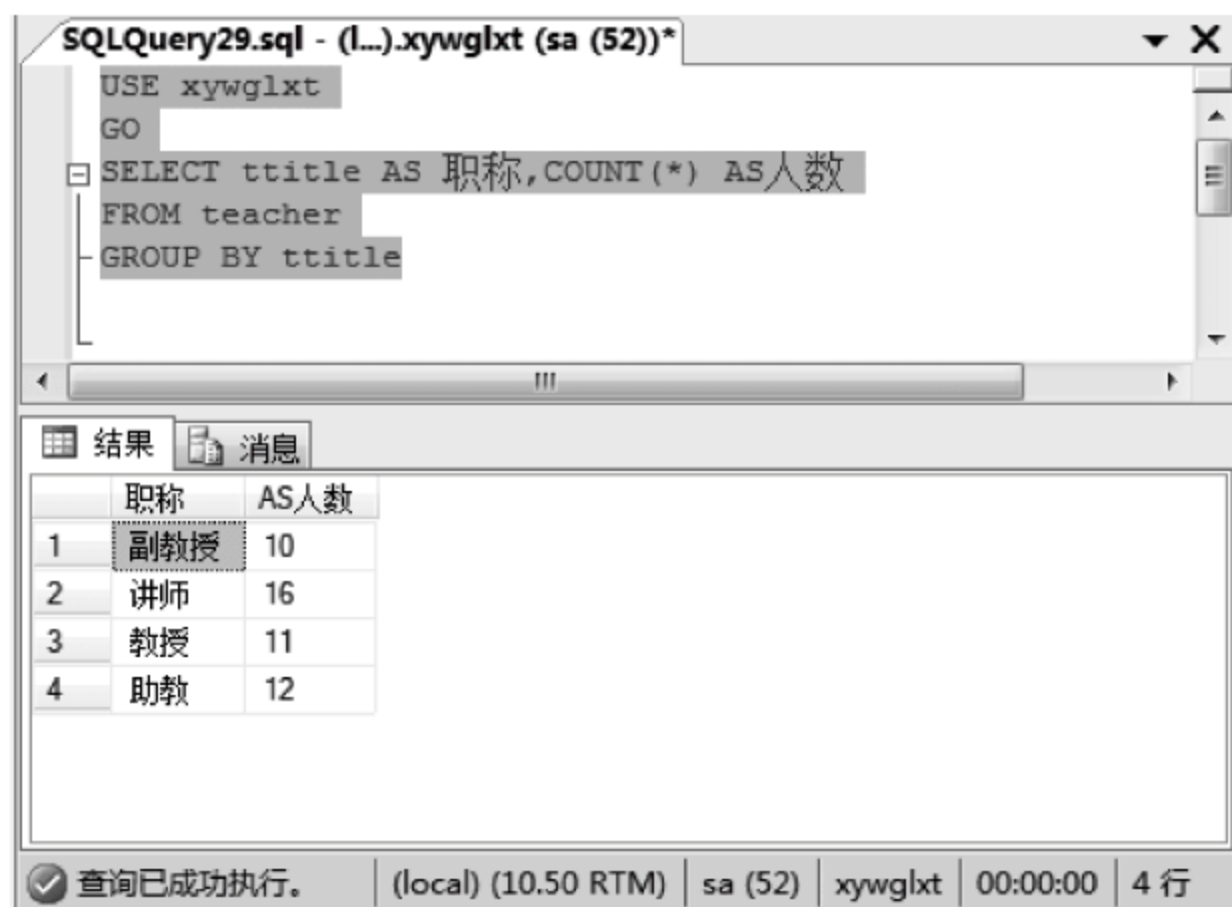 SQLQuery29.sql - (l...).xywglxt (sa (52))*
USE xywglxt
GO
SELECT ttitle AS 职称,COUNT(*) AS人数
FROM teacher
GROUP BY ttitle
结果 消息
职称 AS人数
1 副教授 10
2 讲师 16
3 教授 11
4 助教 12
查询已成功执行。 (local) (10.50 RTM) sa (52) xywglxt 00:00:00 4 行